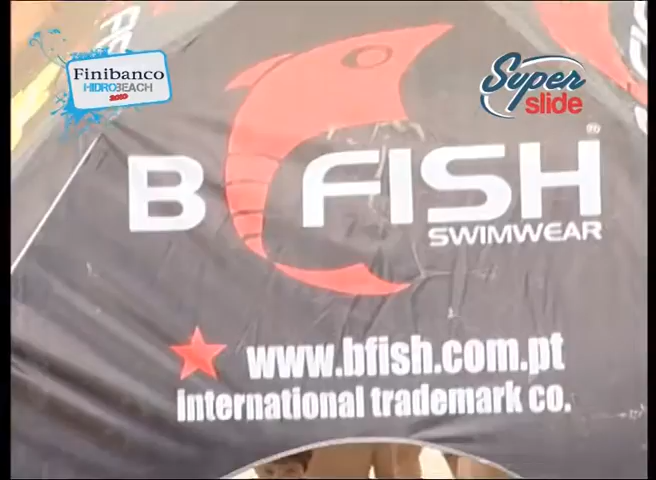 Finibanco
HIDROBEACH
2010
Super
slide
B FISH
SWIMWEAR
www.bfish.com.pt
International trademark Co.